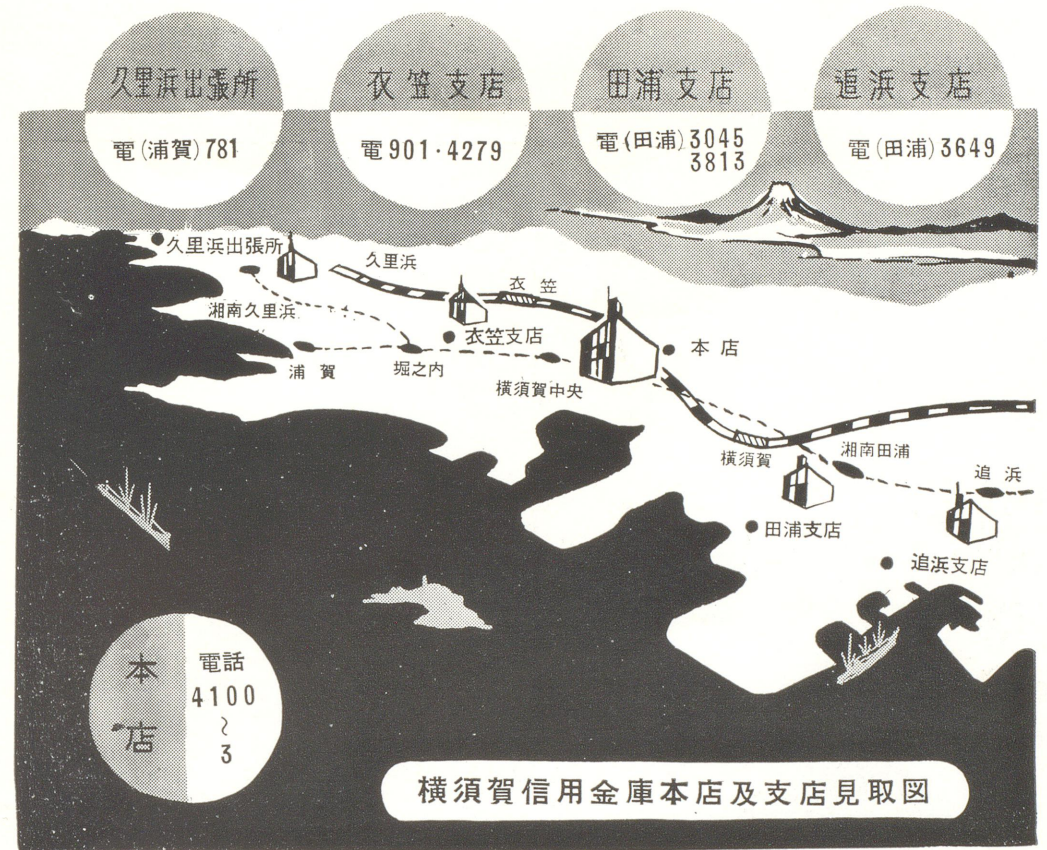 久里浜出張所
電(浦賀)781
衣笠支店
電901・4279
田浦支店
電(田浦)3045
3813
追浜支店
電(田浦)3649
久里浜出張所
久里浜
衣笠
湘南久里浜
衣笠支店
本店
浦賀
堀之内
横須賀中央
横須賀
湘南田浦
追浜
田浦支店
追浜支店
本店
電話
4100
〜
3
横須賀信用金庫本店及支店見取図